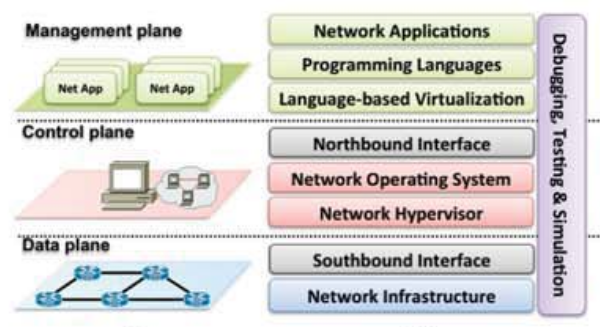 Management plane
Net App
Net App
Network Applications
Programming Languages
Language-based Virtualization
Control plane
Northbound Interface
Network Operating System
Network Hypervisor
Data plane
Southbound Interface
Network Infrastructure
Debugging, Testing & Simulation